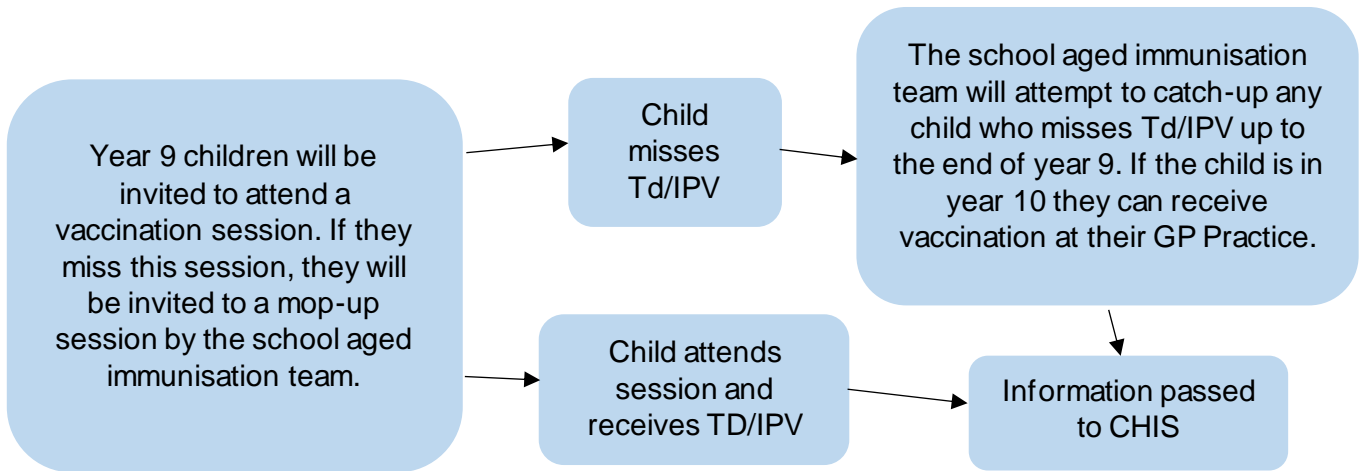 Year 9 children will be
invited to attend a
vaccination session. If they
miss this session, they will
be invited to a mop-up
session by the school aged
immunisation team.
Child
misses
Td/IPV
The school aged immunisation
team will attempt to catch-up any
child who misses Td/IPV up to
the end of year 9. If the child is in
year 10 they can receive
vaccination at their GP Practice.
Child attends
session and
receives TD/IPV
Information passed
to CHIS